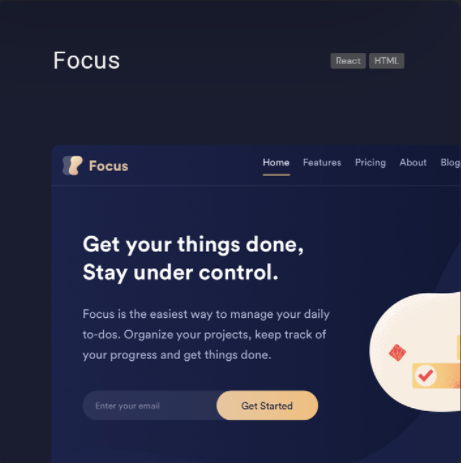 Focus
React HTML
Focus Home Features Pricing About Blog
Get your things done,
Stay under control.
Focus is the easiest way to manage your daily
to-dos. Organize your projects, keep track of
your progress and get things done.
Enter your email Get Started